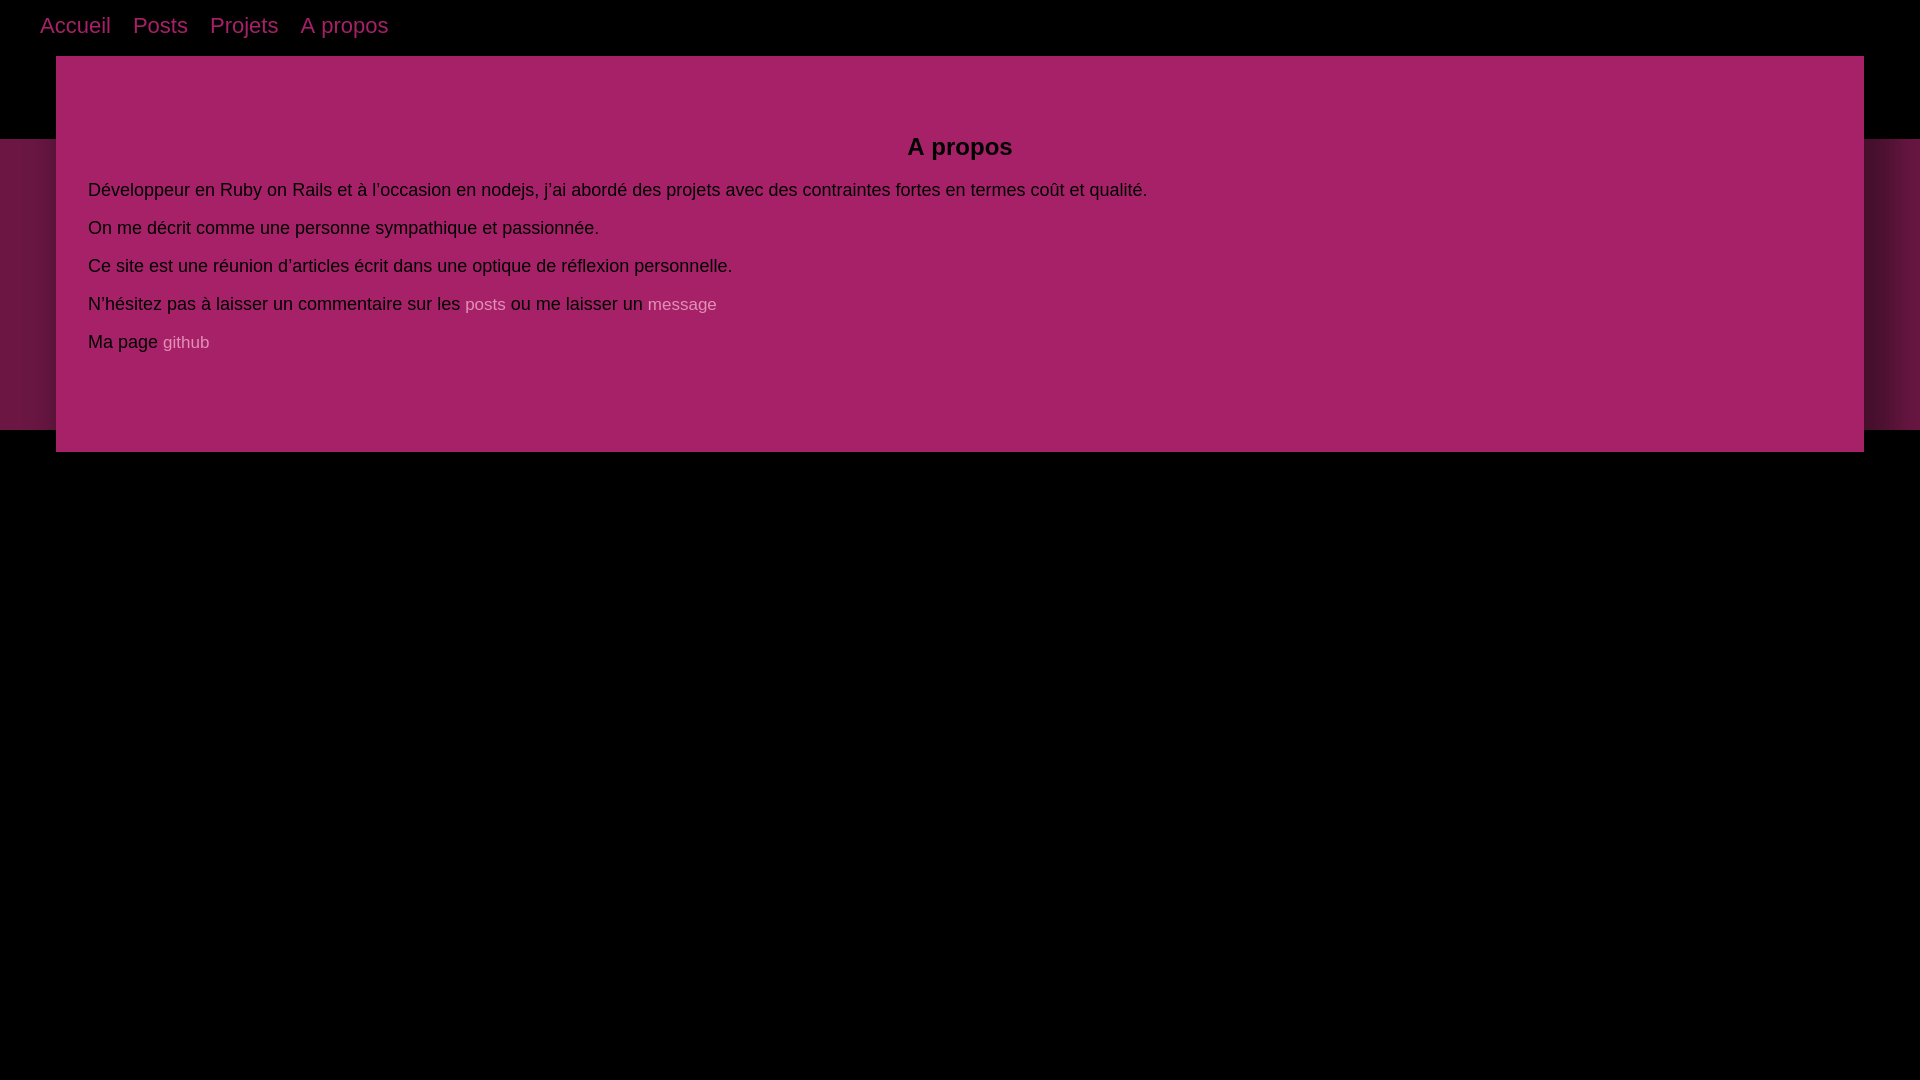 Accueil Posts Projets A propos
A propos
Développeur en Ruby on Rails et à l’occasion en nodejs, j’ai abordé des projets avec des contraintes fortes en termes coût et qualité.
On me décrit comme une personne sympathique et passionnée.
Ce site est une réunion d’articles écrit dans une optique de réflexion personnelle.
N’hésitez pas à laisser un commentaire sur les posts ou me laisser un message
Ma page github